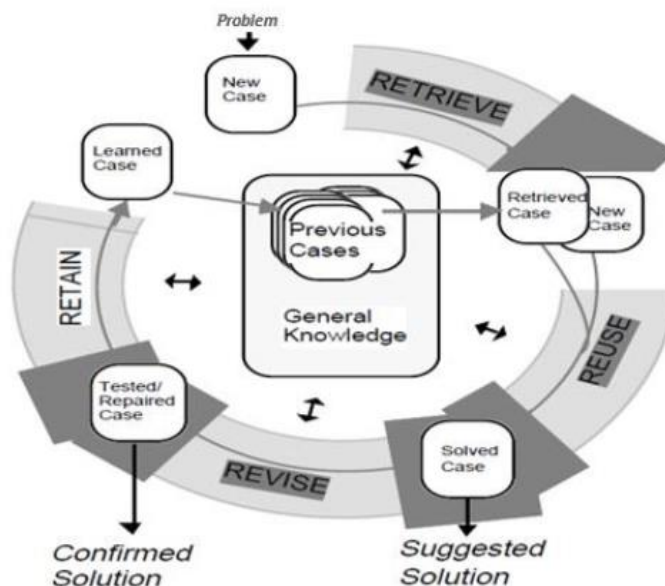 Problem
New
Case
RETRIEVE
Learned
Case
Retrieved
Case
New
Case
Previous
Cases
General
Knowledge
RETAIN
REUSE
Tested/
Repaired
Case
Solved
Case
REVISE
Confirmed
Solution
Suggested
Solution